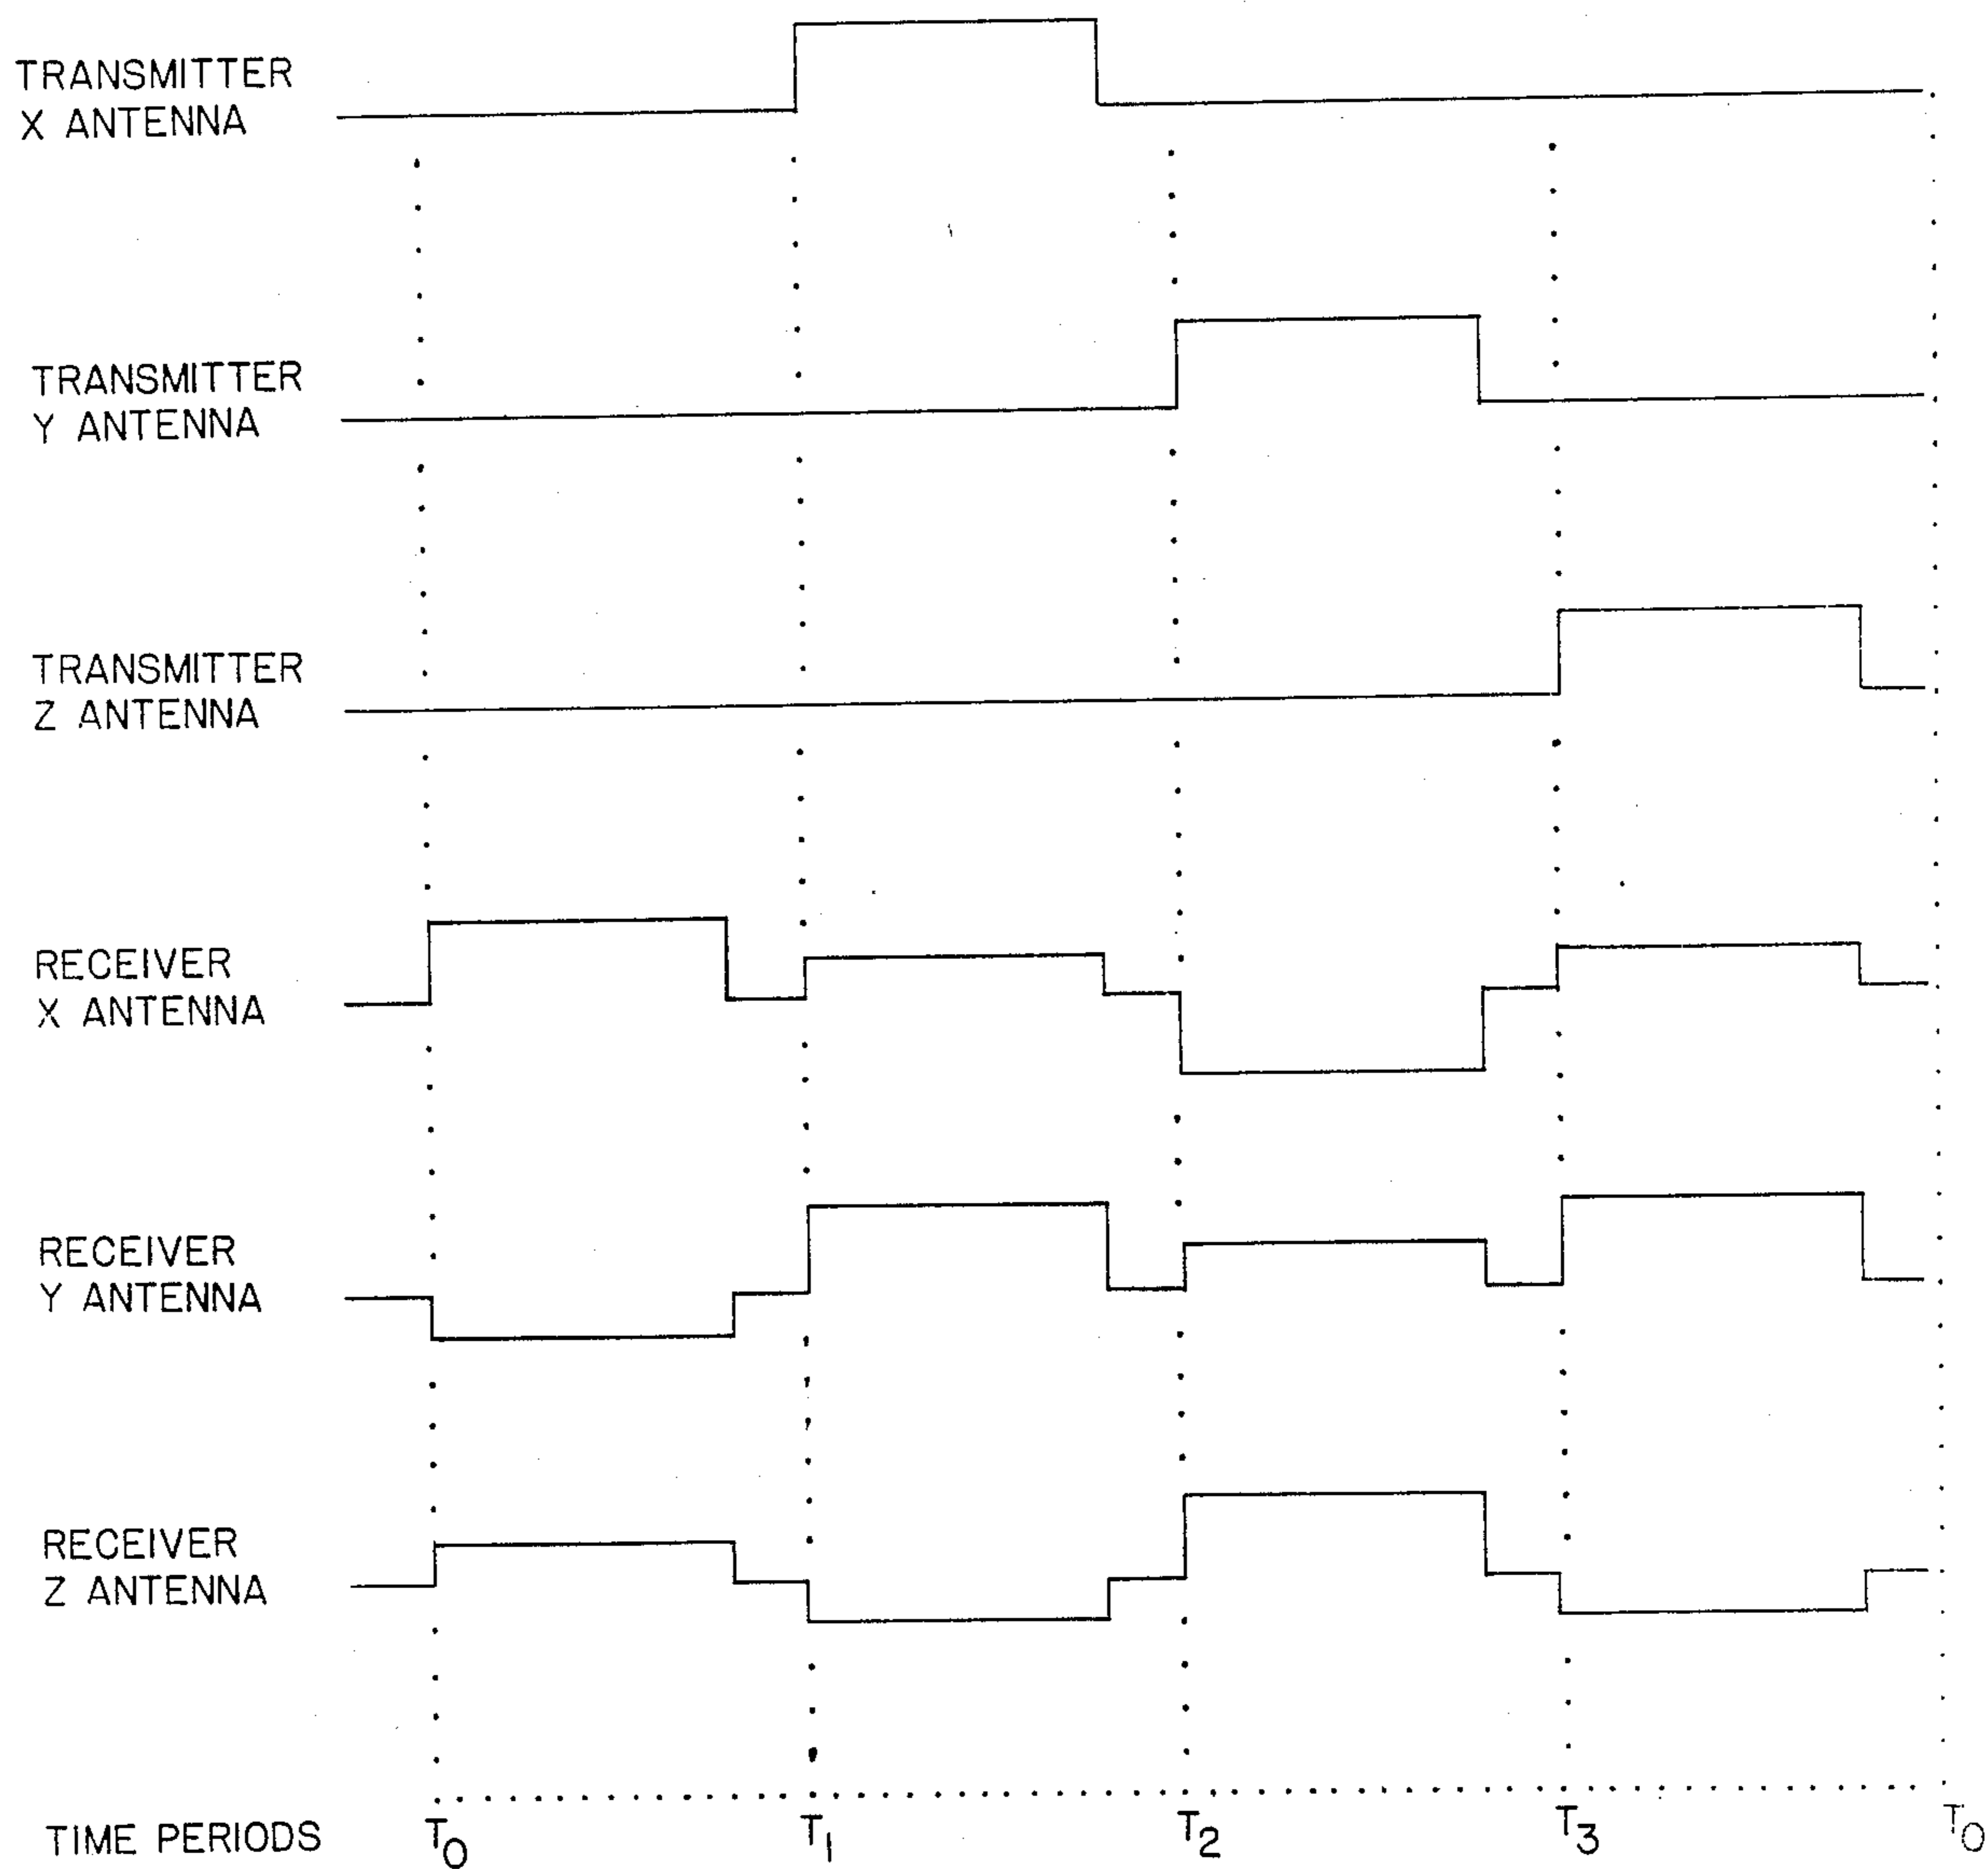 TRANSMITTER
X ANTENNA
TRANSMITTER
Y ANTENNA
TRANSMITTER
Z ANTENNA
RECEIVER
X ANTENNA
RECEIVER
Y ANTENNA
RECEIVER
Z ANTENNA
TIME PERIODS T0 T1 T2 T3 T0